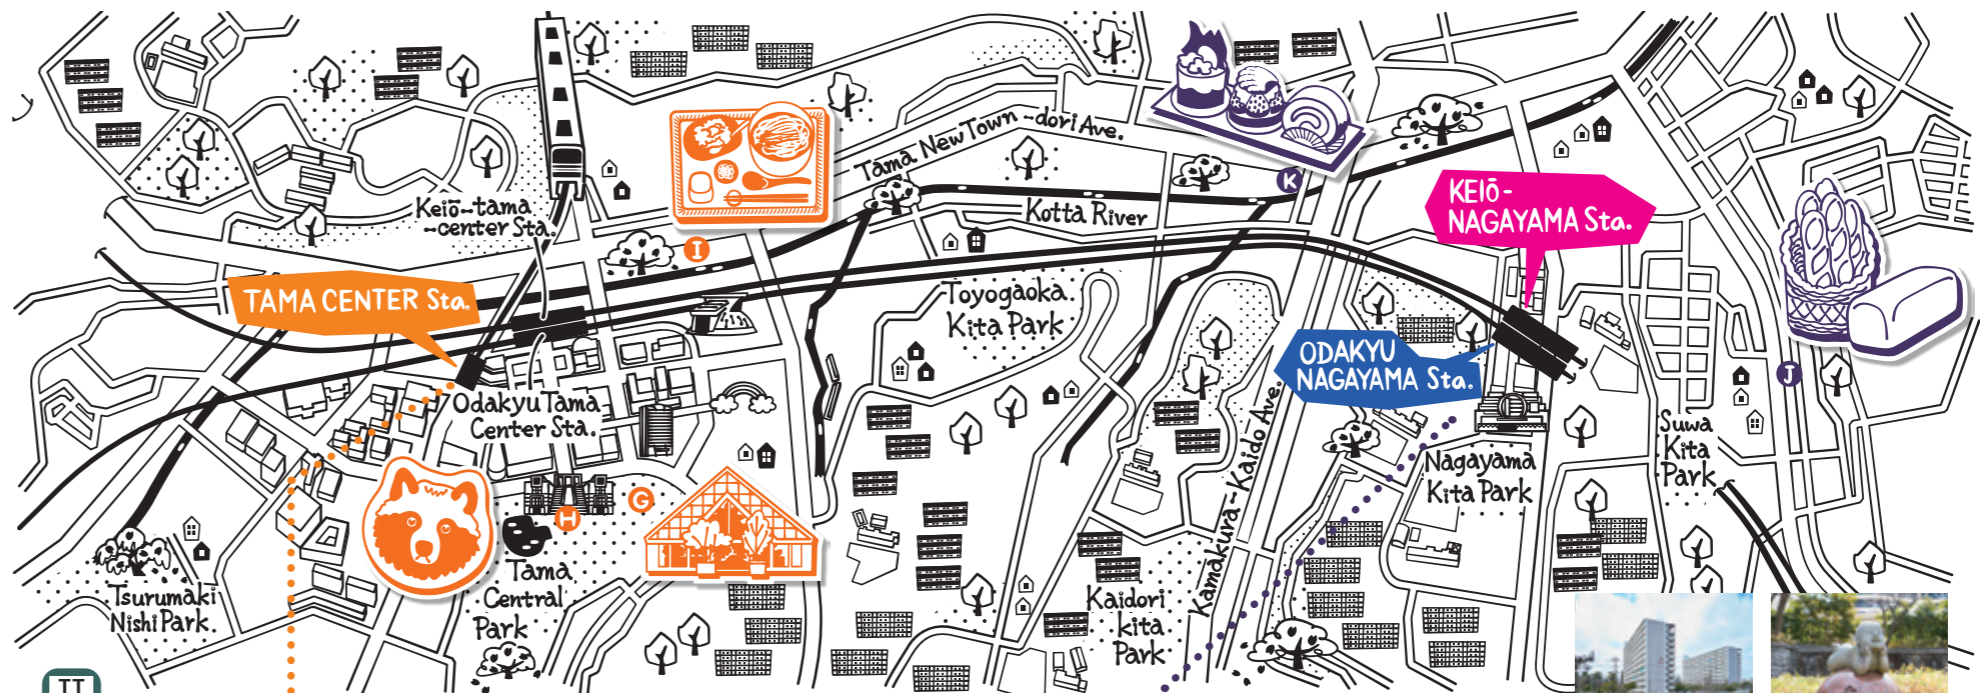 Keiō-tama
-center Sta.
Tama New Town-dori Ave.
K
KEIō-
NAGAYAMA Sta.
Kotta River
I
TAMA CENTER Sta.
Toyogaoka
Kita Park
ODAKYU
NAGAYAMA Sta.
J
Odakyu Tama
Center Sta.
Kamakura-Kaido Ave.
Nagayama
Kita Park
Suwa
Kita
Park
G
H
Tama
Central
Park
Tsurumaki
Nishi Park.
Kaidori
kita
Park
TT